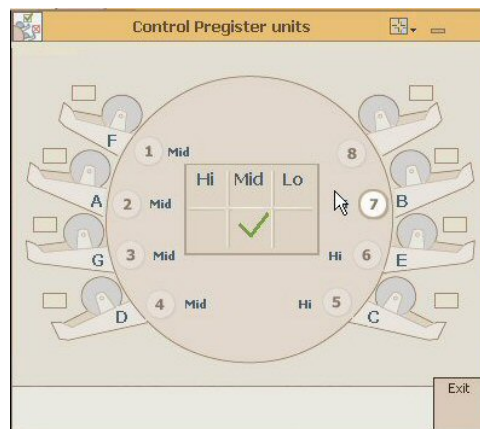 Control Pregister units
F
1 Mid
8
Hi Mid Lo
A 2 Mid
7 B
G 3 Mid
Hi 6 E
D 4 Mid
Hi 5 C
Exit